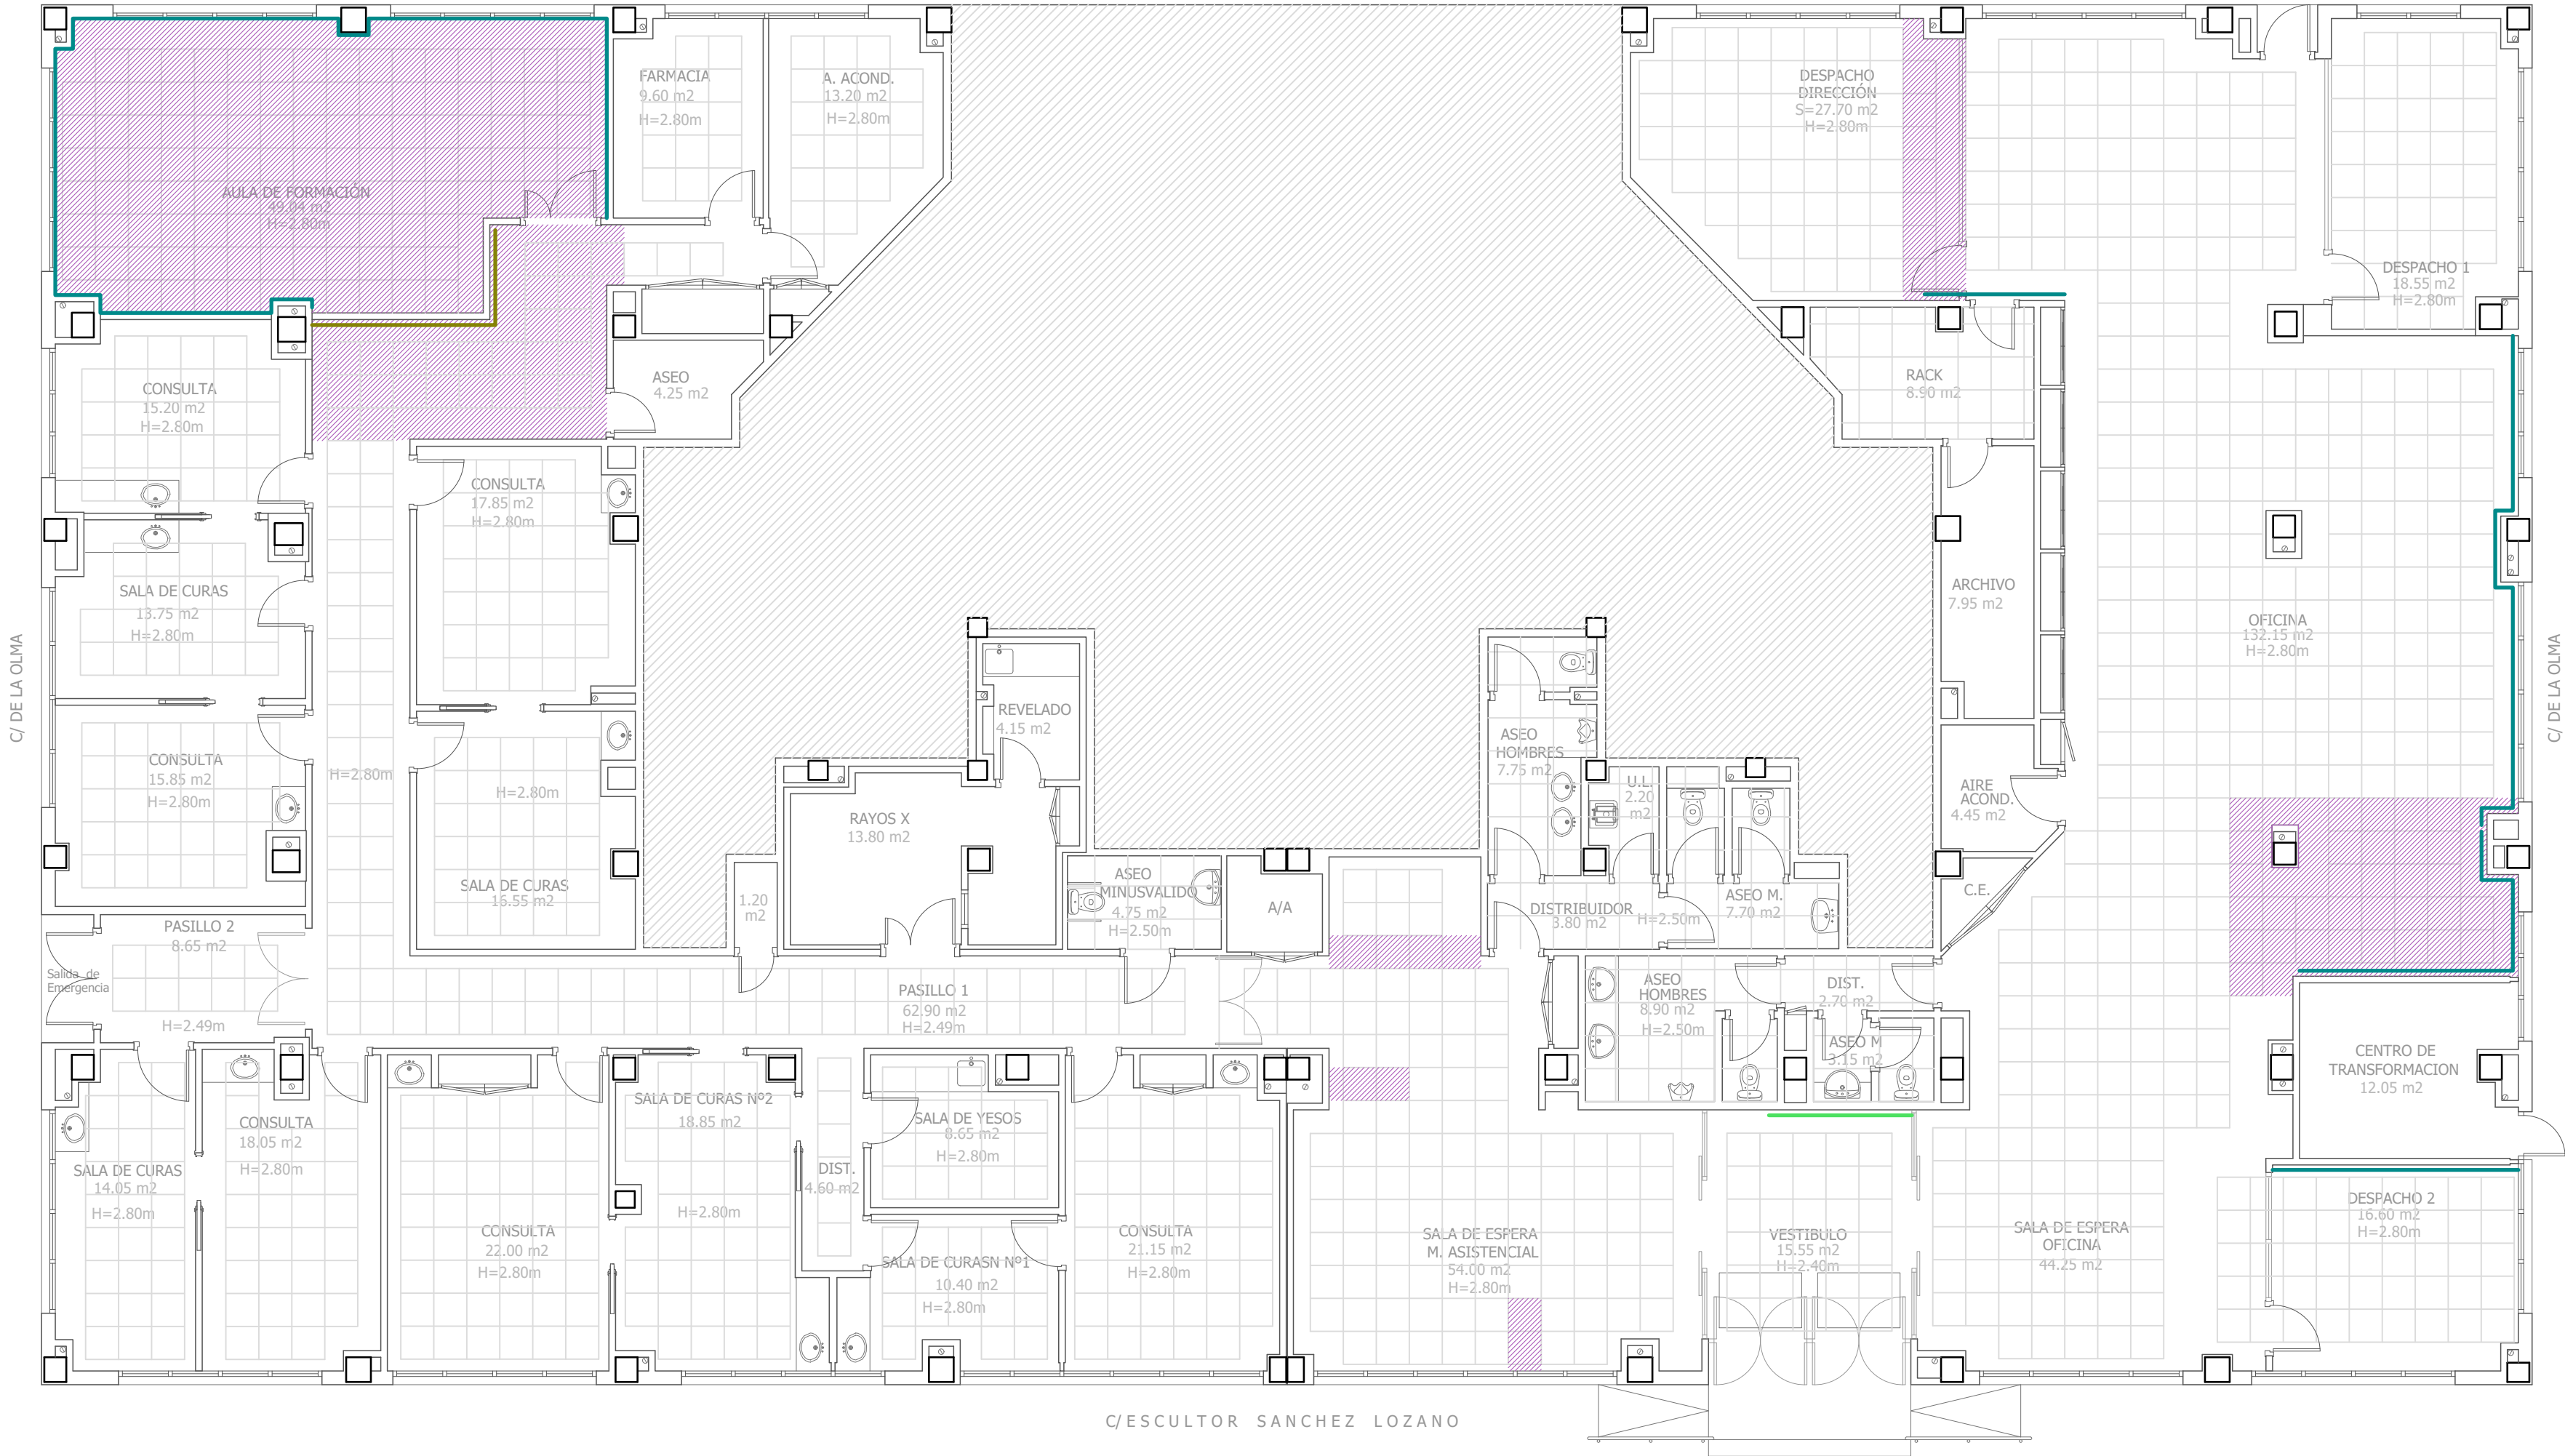 FARMACIA
9.60 m2
H=2.80m
A. ACOND.
13.20 m2
H=2.80m
DESPACHO
DIRECCIÓN
S=27.70 m2
H=2.80m
AULA DE FORMACIÓN
49.04 m2
H=2.80m
DESPACHO 1
18.55 m2
H=2.80m
CONSULTA
15.20 m2
H=2.80m
ASEO
4.25 m2
RACK
8.90 m2
CONSULTA
17.85 m2
H=2.80m
SALA DE CURAS
13.75 m2
H=2.80m
ARCHIVO
7.95 m2
OFICINA
132.15 m2
H=2.80m
C/ DE LA OLMA
C/ DE LA OLMA
REVELADO
4.15 m2
ASEO
HOMBRES
7.75 m2
CONSULTA
15.85 m2
H=2.80m
H=2.80m
H=2.80m
U.L.
2.20
m2
AIRE
ACOND.
4.45 m2
RAYOS X
13.80 m2
SALA DE CURAS
16.55 m2
1.20
m2
ASEO
MINUSVALIDO
4.75 m2
H=2.50m
A/A
DISTRIBUIDOR
3.80 m2
H=2.50m
ASEO M.
7.70 m2
C.E.
PASILLO 2
8.65 m2
Salida de
Emergencia
H=2.49m
PASILLO 1
62.90 m2
H=2.49m
ASEO
HOMBRES
8.90 m2
H=2.50m
DIST.
2.70 m2
ASEO M
3.15 m2
CENTRO DE
TRANSFORMACION
12.05 m2
SALA DE CURAS
14.05 m2
H=2.80m
CONSULTA
18.05 m2
H=2.80m
SALA DE CURAS Nº2
18.85 m2
H=2.80m
SALA DE YESOS
8.65 m2
H=2.80m
DIST.
4.60 m2
CONSULTA
22.00 m2
H=2.80m
SALA DE CURASN Nº1
10.40 m2
H=2.80m
CONSULTA
21.15 m2
H=2.80m
SALA DE ESPERA
M. ASISTENCIAL
54.00 m2
H=2.80m
VESTIBULO
15.55 m2
H=2.40m
SALA DE ESPERA
OFICINA
44.25 m2
DESPACHO 2
16.60 m2
H=2.80m
C/ ESCULTOR SANCHEZ LOZANO